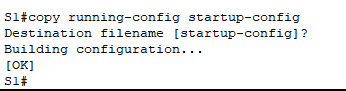 S1#copy running-config startup-config
Destination filename [startup-config]?
Building configuration...
[OK]
S1#